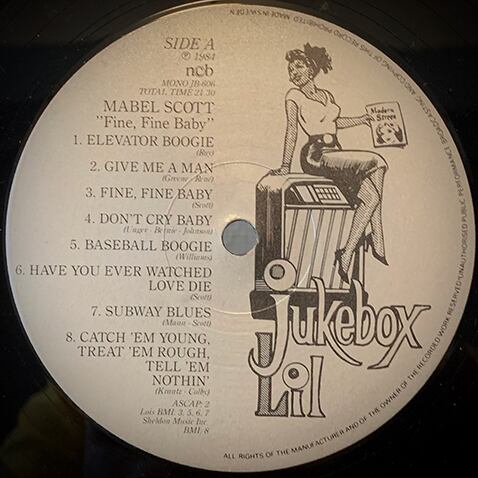 SIDE A
℗ 1984
ncb
MONO JB-606
TOTAL TIME 21.30
MABEL SCOTT
"Fine, Fine Baby"
1. ELEVATOR BOOGIE
(Ray)
2. GIVE ME A MAN
(Greene - René)
3. FINE, FINE BABY
(Scott)
4. DON'T CRY BABY
(Unger - Bernie - Johnson)
5. BASEBALL BOOGIE
(Williams)
6. HAVE YOU EVER WATCHED
LOVE DIE
(Scott)
7. SUBWAY BLUES
(Mann - Scott)
8. CATCH 'EM YOUNG,
TREAT 'EM ROUGH,
TELL 'EM
NOTHIN'
(Krantz - Colby)
ASCAP: 2
Lois BMI 3, 5, 6, 7
Sheldon Music Inc
BMI: 8
Modern
Street
Jukebox
Lil
ALL RIGHTS OF THE MANUFACTURER AND OF THE OWNER OF THE RECORDED WORK RESERVED. UNAUTHORISED PUBLIC PERFORMANCE, BROADCASTING AND COPYING OF THIS RECORD PROHIBITED. MADE IN SWEDEN